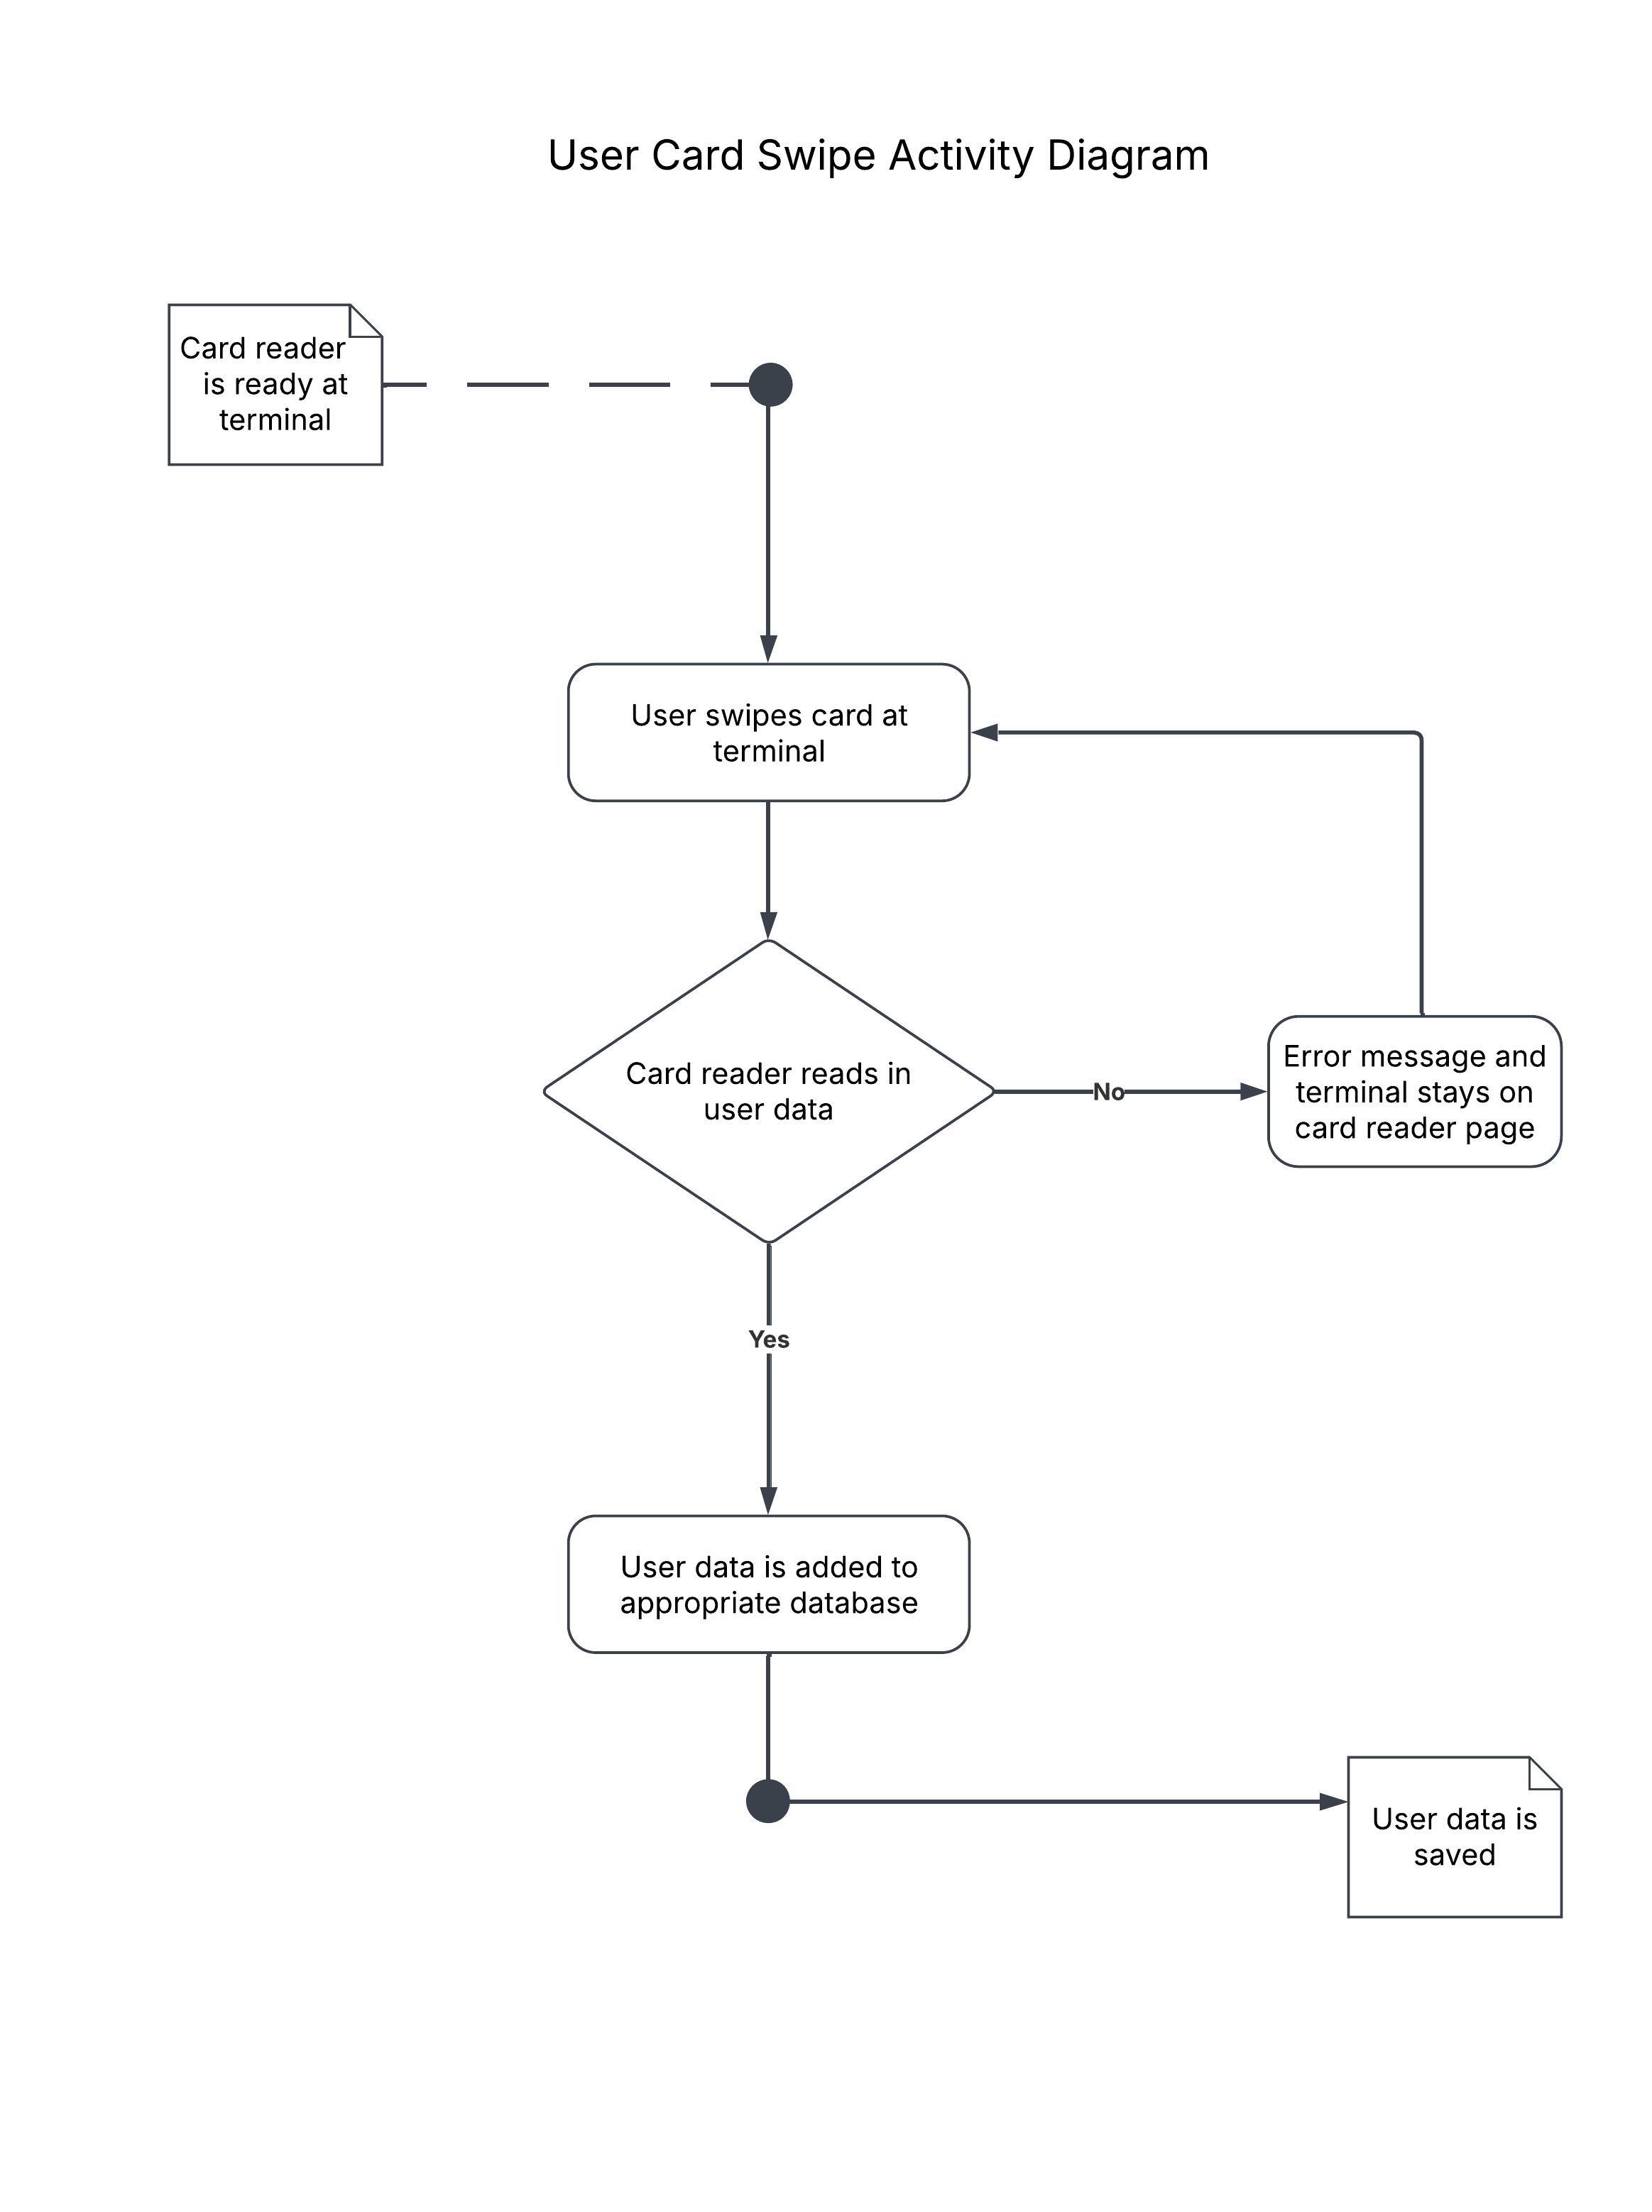 User Card Swipe Activity Diagram
Card reader
is ready at
terminal
User swipes card at
terminal
Card reader reads in
user data
No
Error message and
terminal stays on
card reader page
Yes
User data is added to
appropriate database
User data is
saved